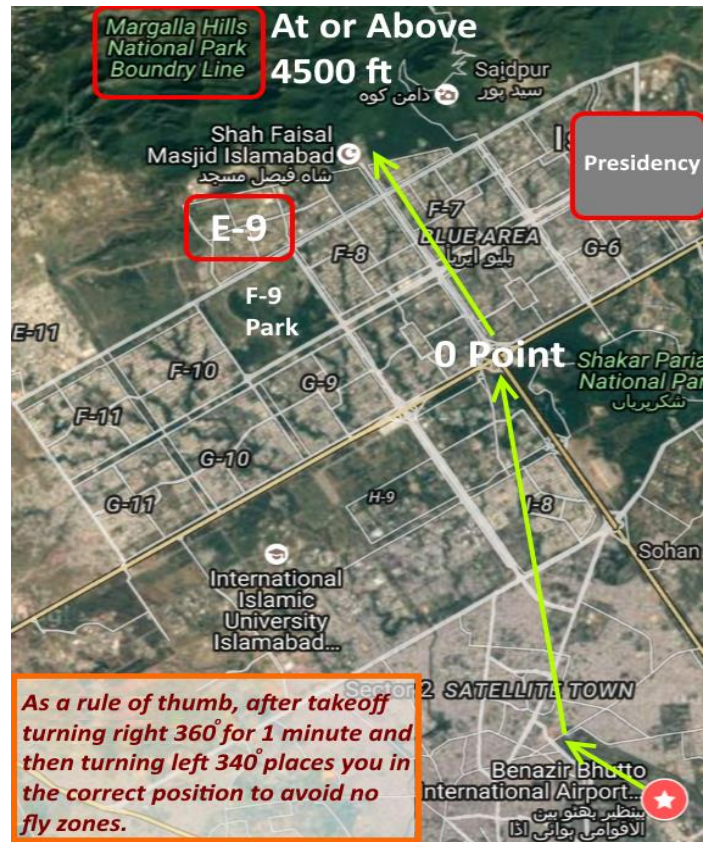 Margalla Hills
National Park
Boundry Line
At or Above
4500 ft
Saidpur
سید پور
دامن کوہ
Shah Faisal
Masjid Islamabad
شاہ فیصل مسجد
Presidency
E-9
F-7
BLUE AREA
بلیو ایریا
F-8
G-6
F-9
Park
E-11
0 Point
Shakar Paria
National Par
شکرپڑیاں
F-10
G-9
F-11
G-10
H-9
G-11
I-8
Sohan
International
Islamic
University
Islamabad...
SATELLITE TOWN
As a rule of thumb, after takeoff
turning right 360° for 1 minute and
then turning left 340° places you in
the correct position to avoid no
fly zones.
Benazir Bhutto
International Airport...
بینظیر بھٹو بین
الاقوامی ہوائی اڈا